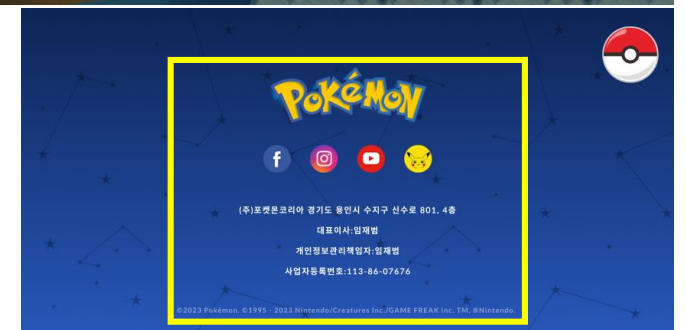 POKéMON
(주)포켓몬코리아 경기도 용인시 수지구 신수로 801, 4층
대표이사:임재범
개인정보관리책임자:임재범
사업자등록번호:113-86-07676
©2023 Pokémon. ©1995 - 2023 Nintendo/Creatures Inc./GAME FREAK inc. TM, ®Nintendo.